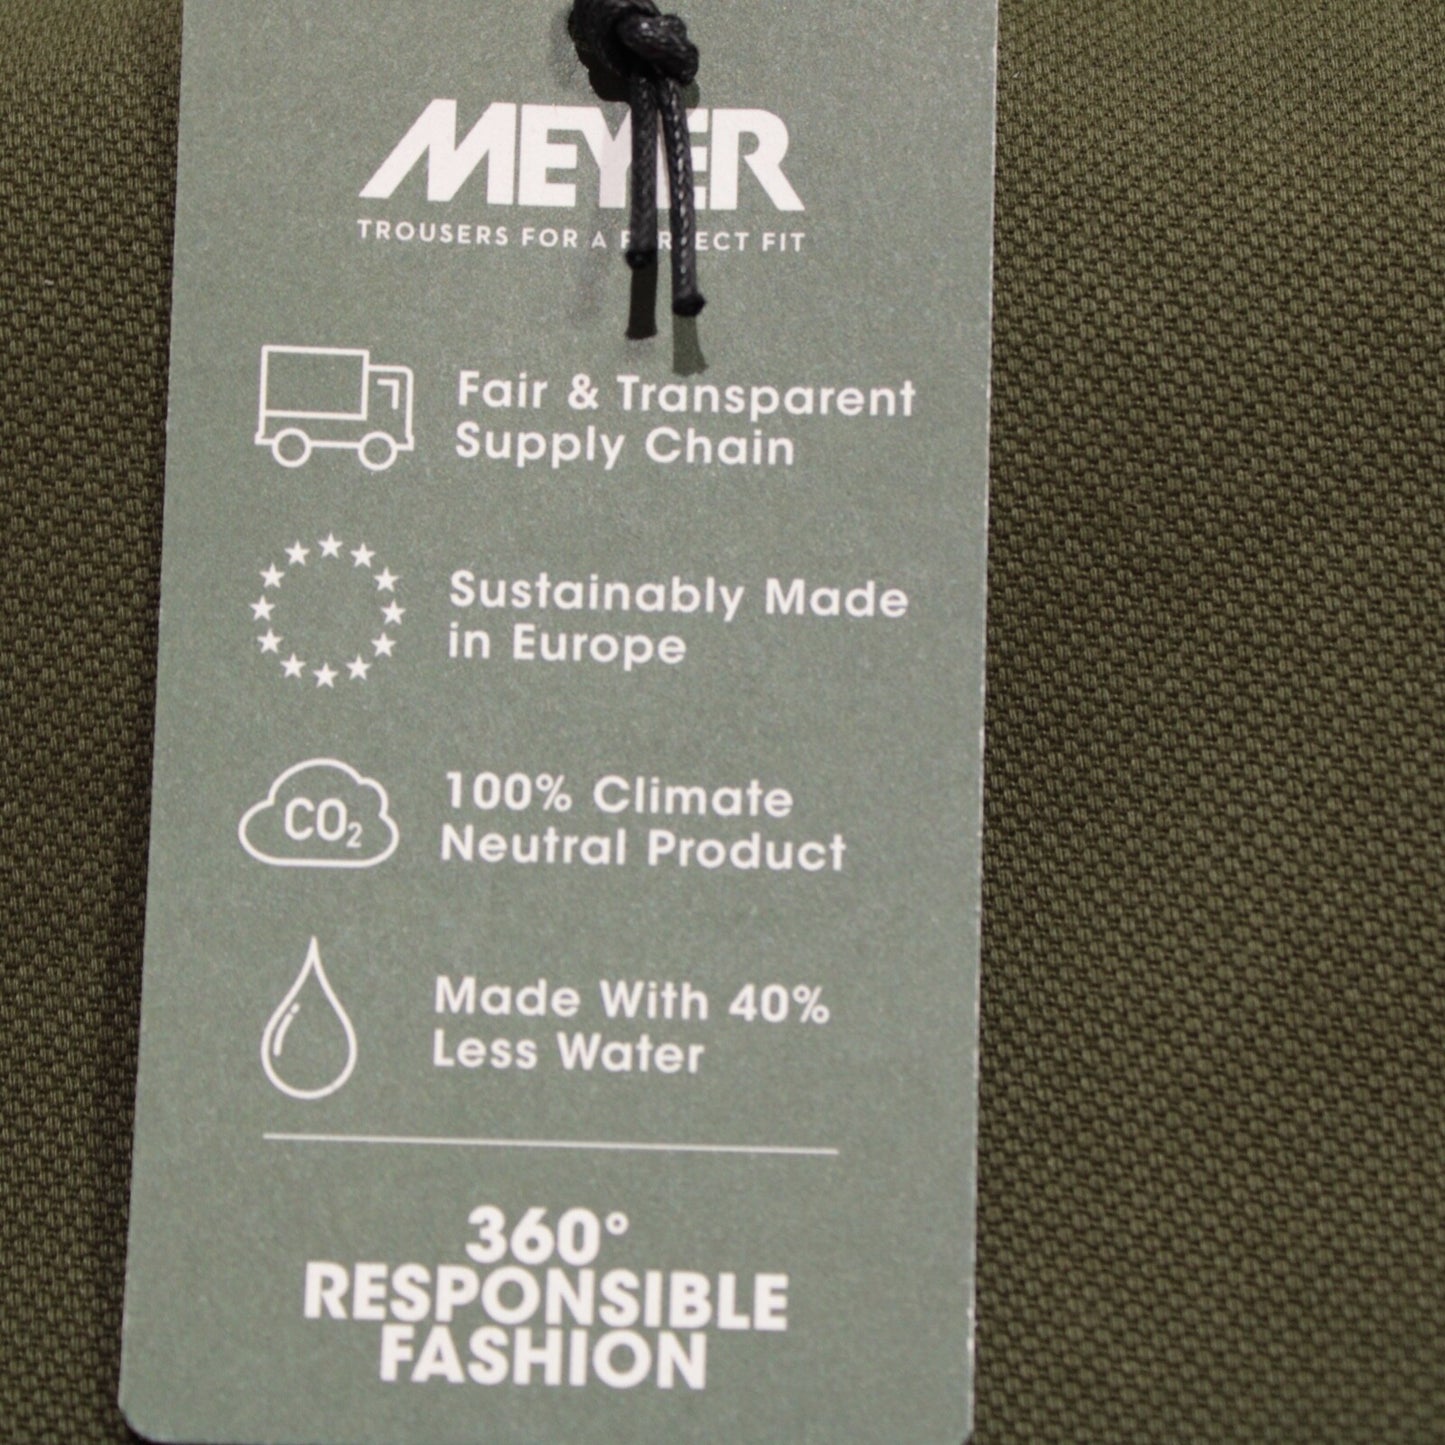 MEYER
TROUSERS FOR A PERFECT FIT
Fair & Transparent
Supply Chain
Sustainably Made
in Europe
CO₂
100% Climate
Neutral Product
Made With 40%
Less Water
360°
RESPONSIBLE
FASHION